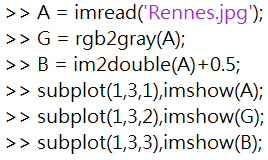 >> A = imread('Rennes.jpg');
>> G = rgb2gray(A);
>> B = im2double(A)+0.5;
>> subplot(1,3,1),imshow(A);
>> subplot(1,3,2),imshow(G);
>> subplot(1,3,3),imshow(B);